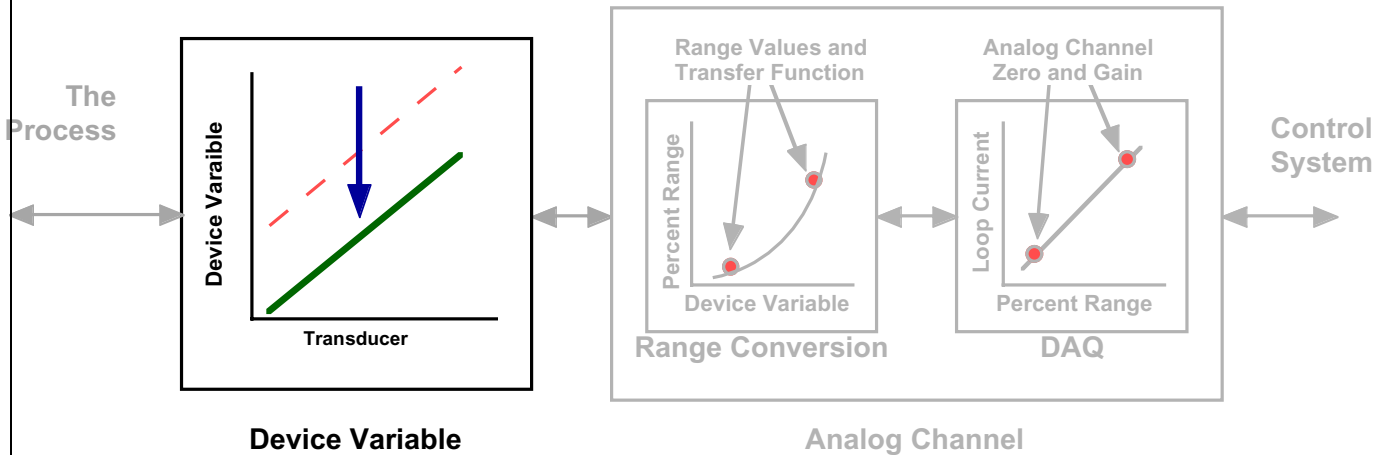 The
Process
Device Varaible
Transducer
Device Variable
Range Values and
Transfer Function
Percent Range
Device Variable
Range Conversion
Analog Channel
Zero and Gain
Loop Current
Percent Range
DAQ
Analog Channel
Control
System